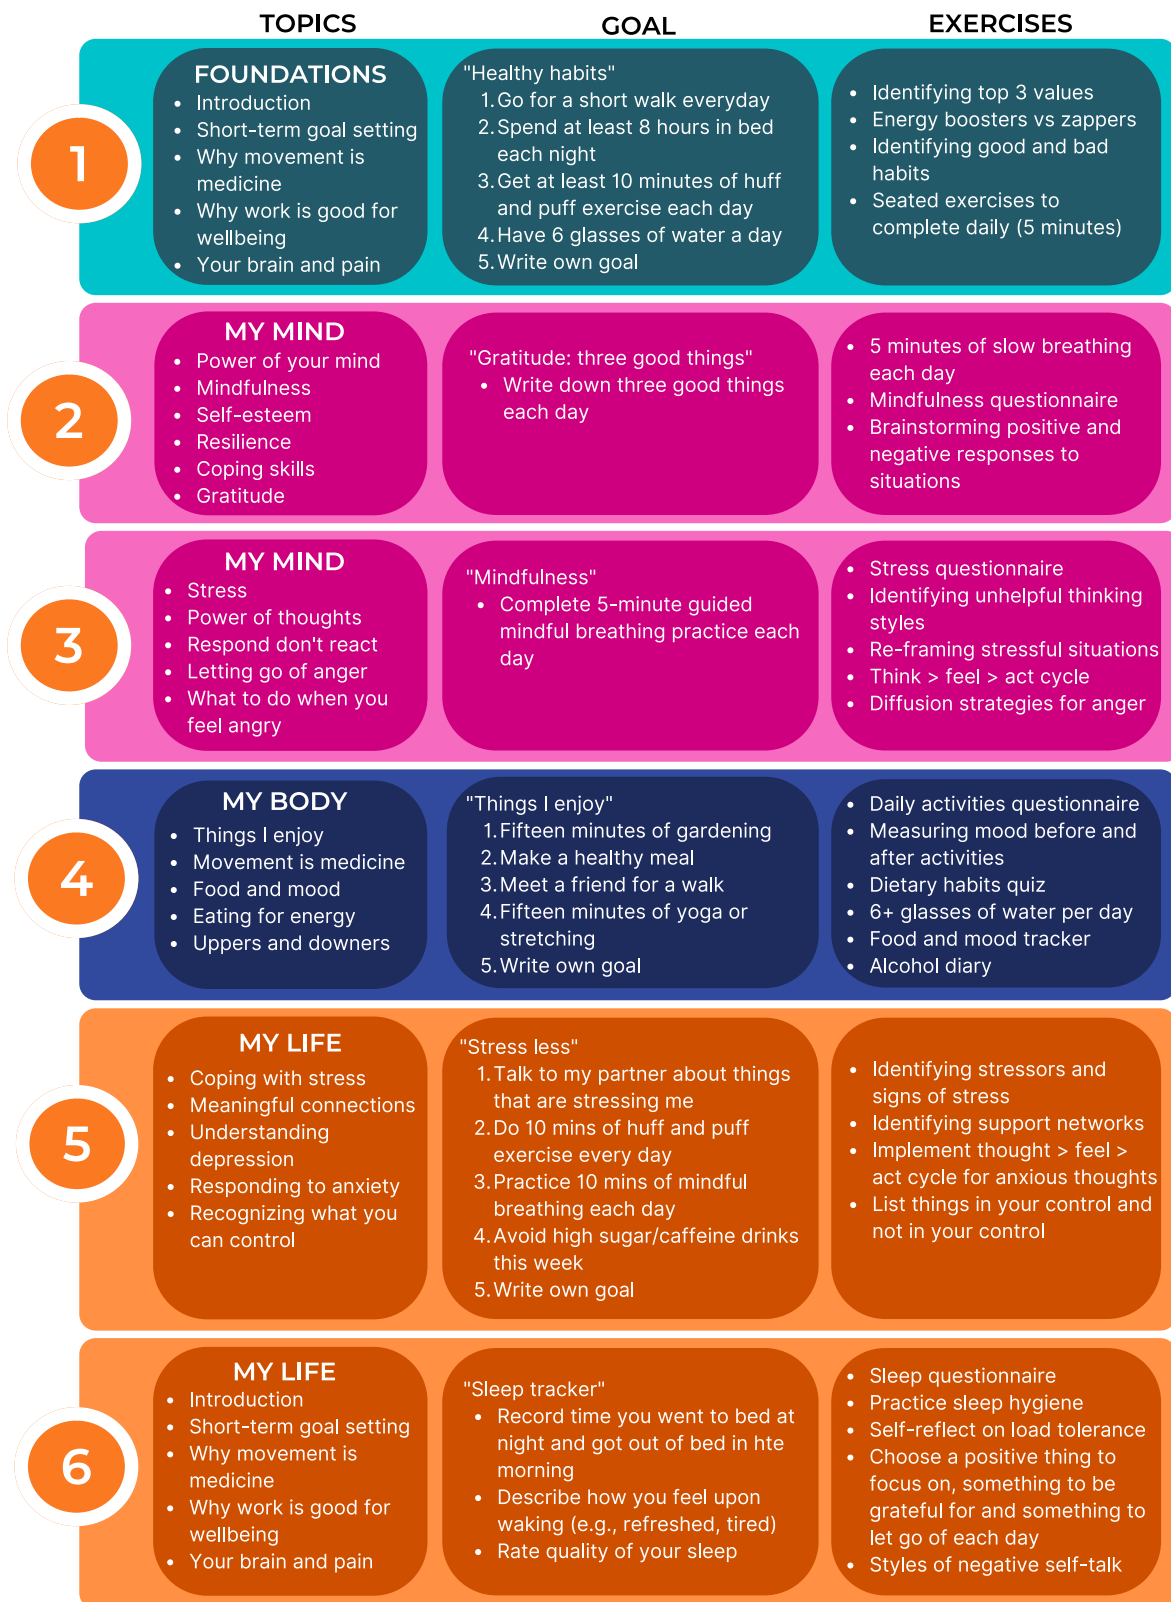 TOPICS
GOAL
EXERCISES
1
FOUNDATIONS
• Introduction
• Short-term goal setting
• Why movement is
medicine
• Why work is good for
wellbeing
• Your brain and pain
"Healthy habits"
1. Go for a short walk everyday
2. Spend at least 8 hours in bed
each night
3. Get at least 10 minutes of huff
and puff exercise each day
4. Have 6 glasses of water a day
5. Write own goal
• Identifying top 3 values
• Energy boosters vs zappers
• Identifying good and bad
habits
• Seated exercises to
complete daily (5 minutes)
2
MY MIND
• Power of your mind
• Mindfulness
• Self-esteem
• Resilience
• Coping skills
• Gratitude
"Gratitude: three good things"
• Write down three good things
each day
• 5 minutes of slow breathing
each day
• Mindfulness questionnaire
• Brainstorming positive and
negative responses to
situations
3
MY MIND
• Stress
• Power of thoughts
• Respond don't react
• Letting go of anger
• What to do when you
feel angry
"Mindfulness"
• Complete 5-minute guided
mindful breathing practice each
day
• Stress questionnaire
• Identifying unhelpful thinking
styles
• Re-framing stressful situations
• Think > feel > act cycle
• Diffusion strategies for anger
4
MY BODY
• Things I enjoy
• Movement is medicine
• Food and mood
• Eating for energy
• Uppers and downers
"Things I enjoy"
1. Fifteen minutes of gardening
2. Make a healthy meal
3. Meet a friend for a walk
4. Fifteen minutes of yoga or
stretching
5. Write own goal
• Daily activities questionnaire
• Measuring mood before and
after activities
• Dietary habits quiz
• 6+ glasses of water per day
• Food and mood tracker
• Alcohol diary
5
MY LIFE
• Coping with stress
• Meaningful connections
• Understanding
depression
• Responding to anxiety
• Recognizing what you
can control
"Stress less"
1. Talk to my partner about things
that are stressing me
2. Do 10 mins of huff and puff
exercise every day
3. Practice 10 mins of mindful
breathing each day
4. Avoid high sugar/caffeine drinks
this week
5. Write own goal
• Identifying stressors and
signs of stress
• Identifying support networks
• Implement thought > feel >
act cycle for anxious thoughts
• List things in your control and
not in your control
6
MY LIFE
• Introduction
• Short-term goal setting
• Why movement is
medicine
• Why work is good for
wellbeing
• Your brain and pain
"Sleep tracker"
• Record time you went to bed at
night and got out of bed in hte
morning
• Describe how you feel upon
waking (e.g., refreshed, tired)
• Rate quality of your sleep
• Sleep questionnaire
• Practice sleep hygiene
• Self-reflect on load tolerance
• Choose a positive thing to
focus on, something to be
grateful for and something to
let go of each day
• Styles of negative self-talk